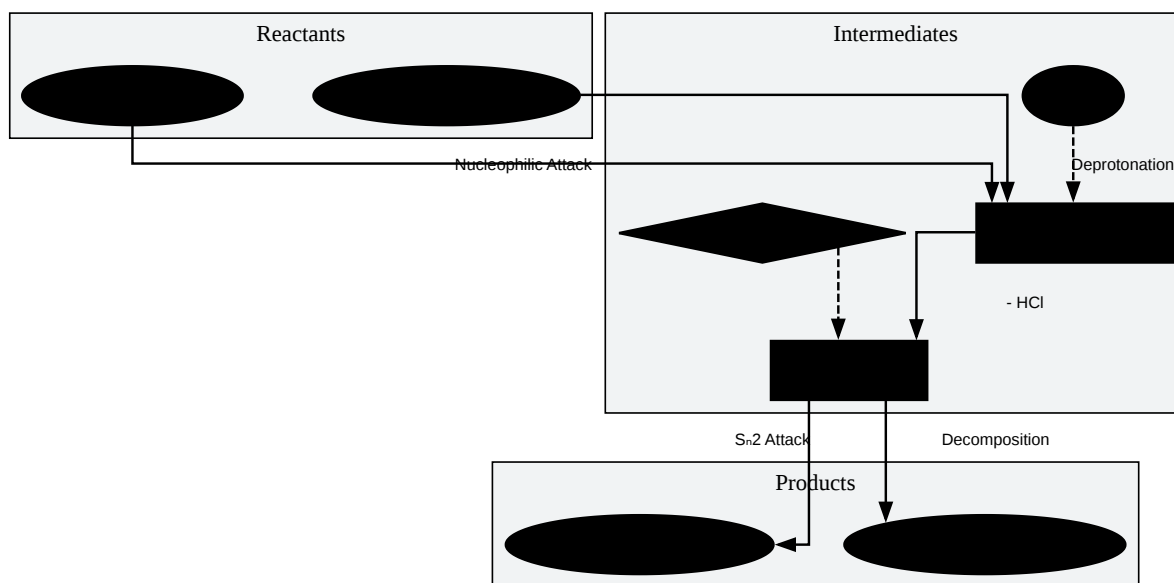 Reactants
Intermediates
Nucleophilic Attack
Deprotonation
- HCl
Sₙ2 Attack
Decomposition
Products